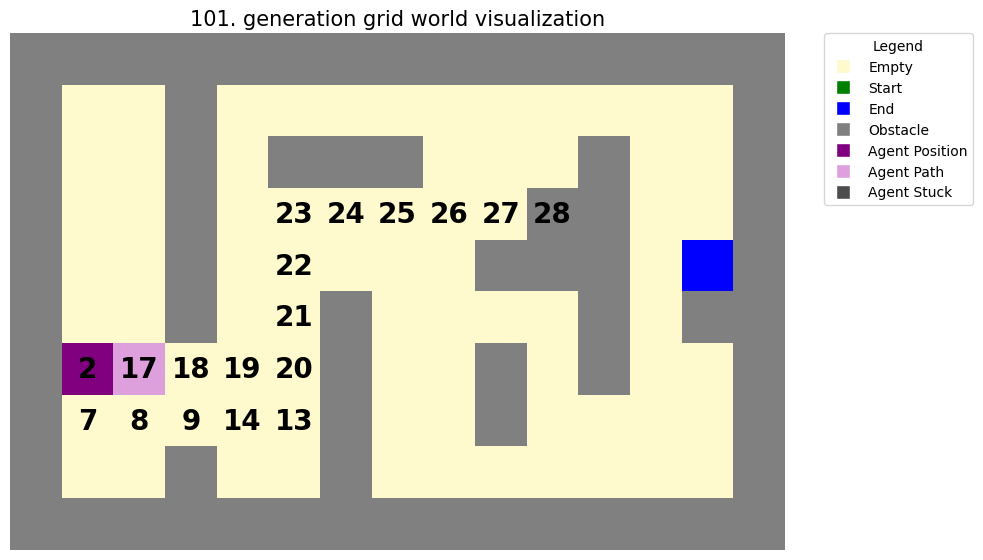 101. generation grid world visualization
Legend
Empty
Start
End
Obstacle
Agent Position
Agent Path
Agent Stuck
23 24 25 26 27 28
22
21
2 17 18 19 20
7 8 9 14 13